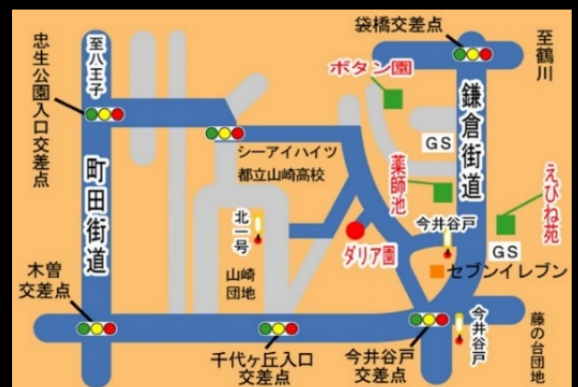 袋橋交差点
至鶴川
忠生公園入口交差点
至八王子
ボタン園
鎌倉街道
GS
シーアイハイツ
都立山崎高校
薬師池
えびね苑
町田街道
北一号
今井谷戸
ダリア園
GS
セブンイレブン
木曽
交差点
山崎
団地
今井谷戸
藤の台団地
千代ヶ丘入口
交差点
今井谷戸
交差点